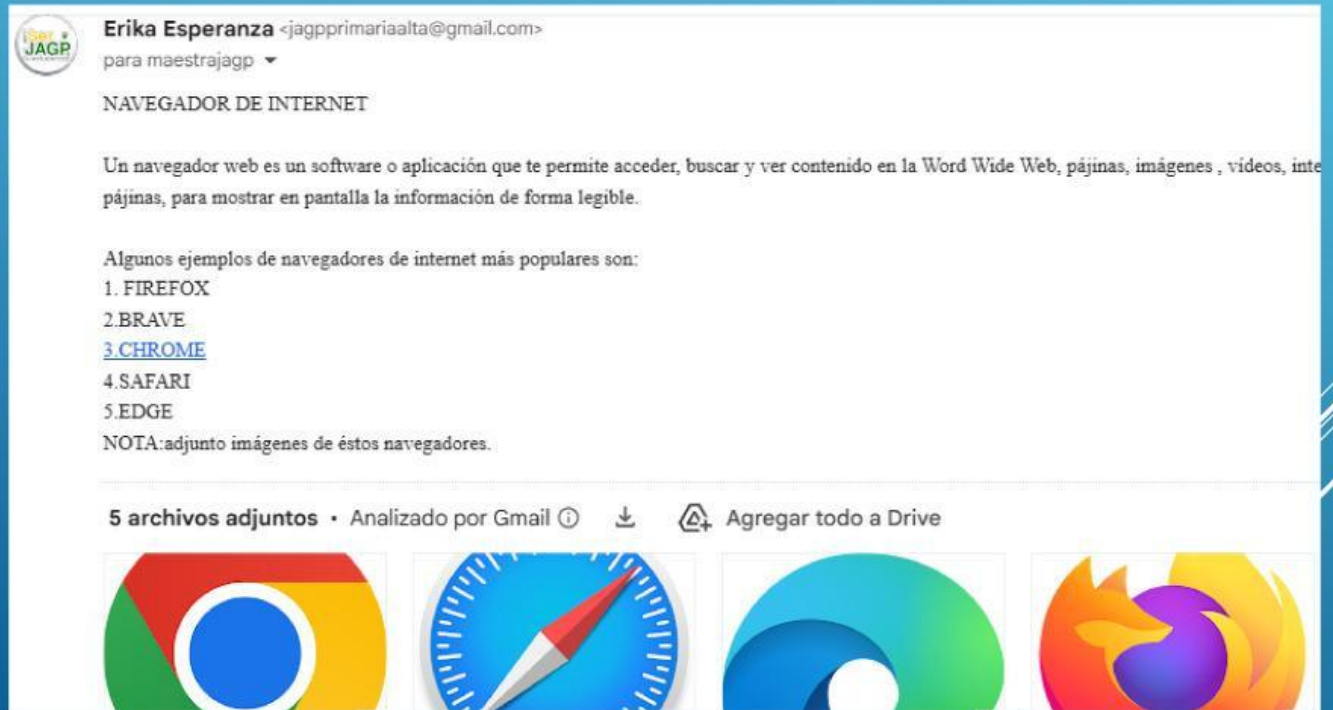 iSer
JAGP
Erika Esperanza <jagpprimariaalta@gmail.com>
para maestrajagp
NAVEGADOR DE INTERNET
Un navegador web es un software o aplicación que te permite acceder, buscar y ver contenido en la Word Wide Web, pájinas, imágenes , vídeos, inte
pájinas, para mostrar en pantalla la información de forma legible.
Algunos ejemplos de navegadores de internet más populares son:
1. FIREFOX
2.BRAVE
3.CHROME
4.SAFARI
5.EDGE
NOTA:adjunto imágenes de éstos navegadores.
5 archivos adjuntos • Analizado por Gmail
Agregar todo a Drive